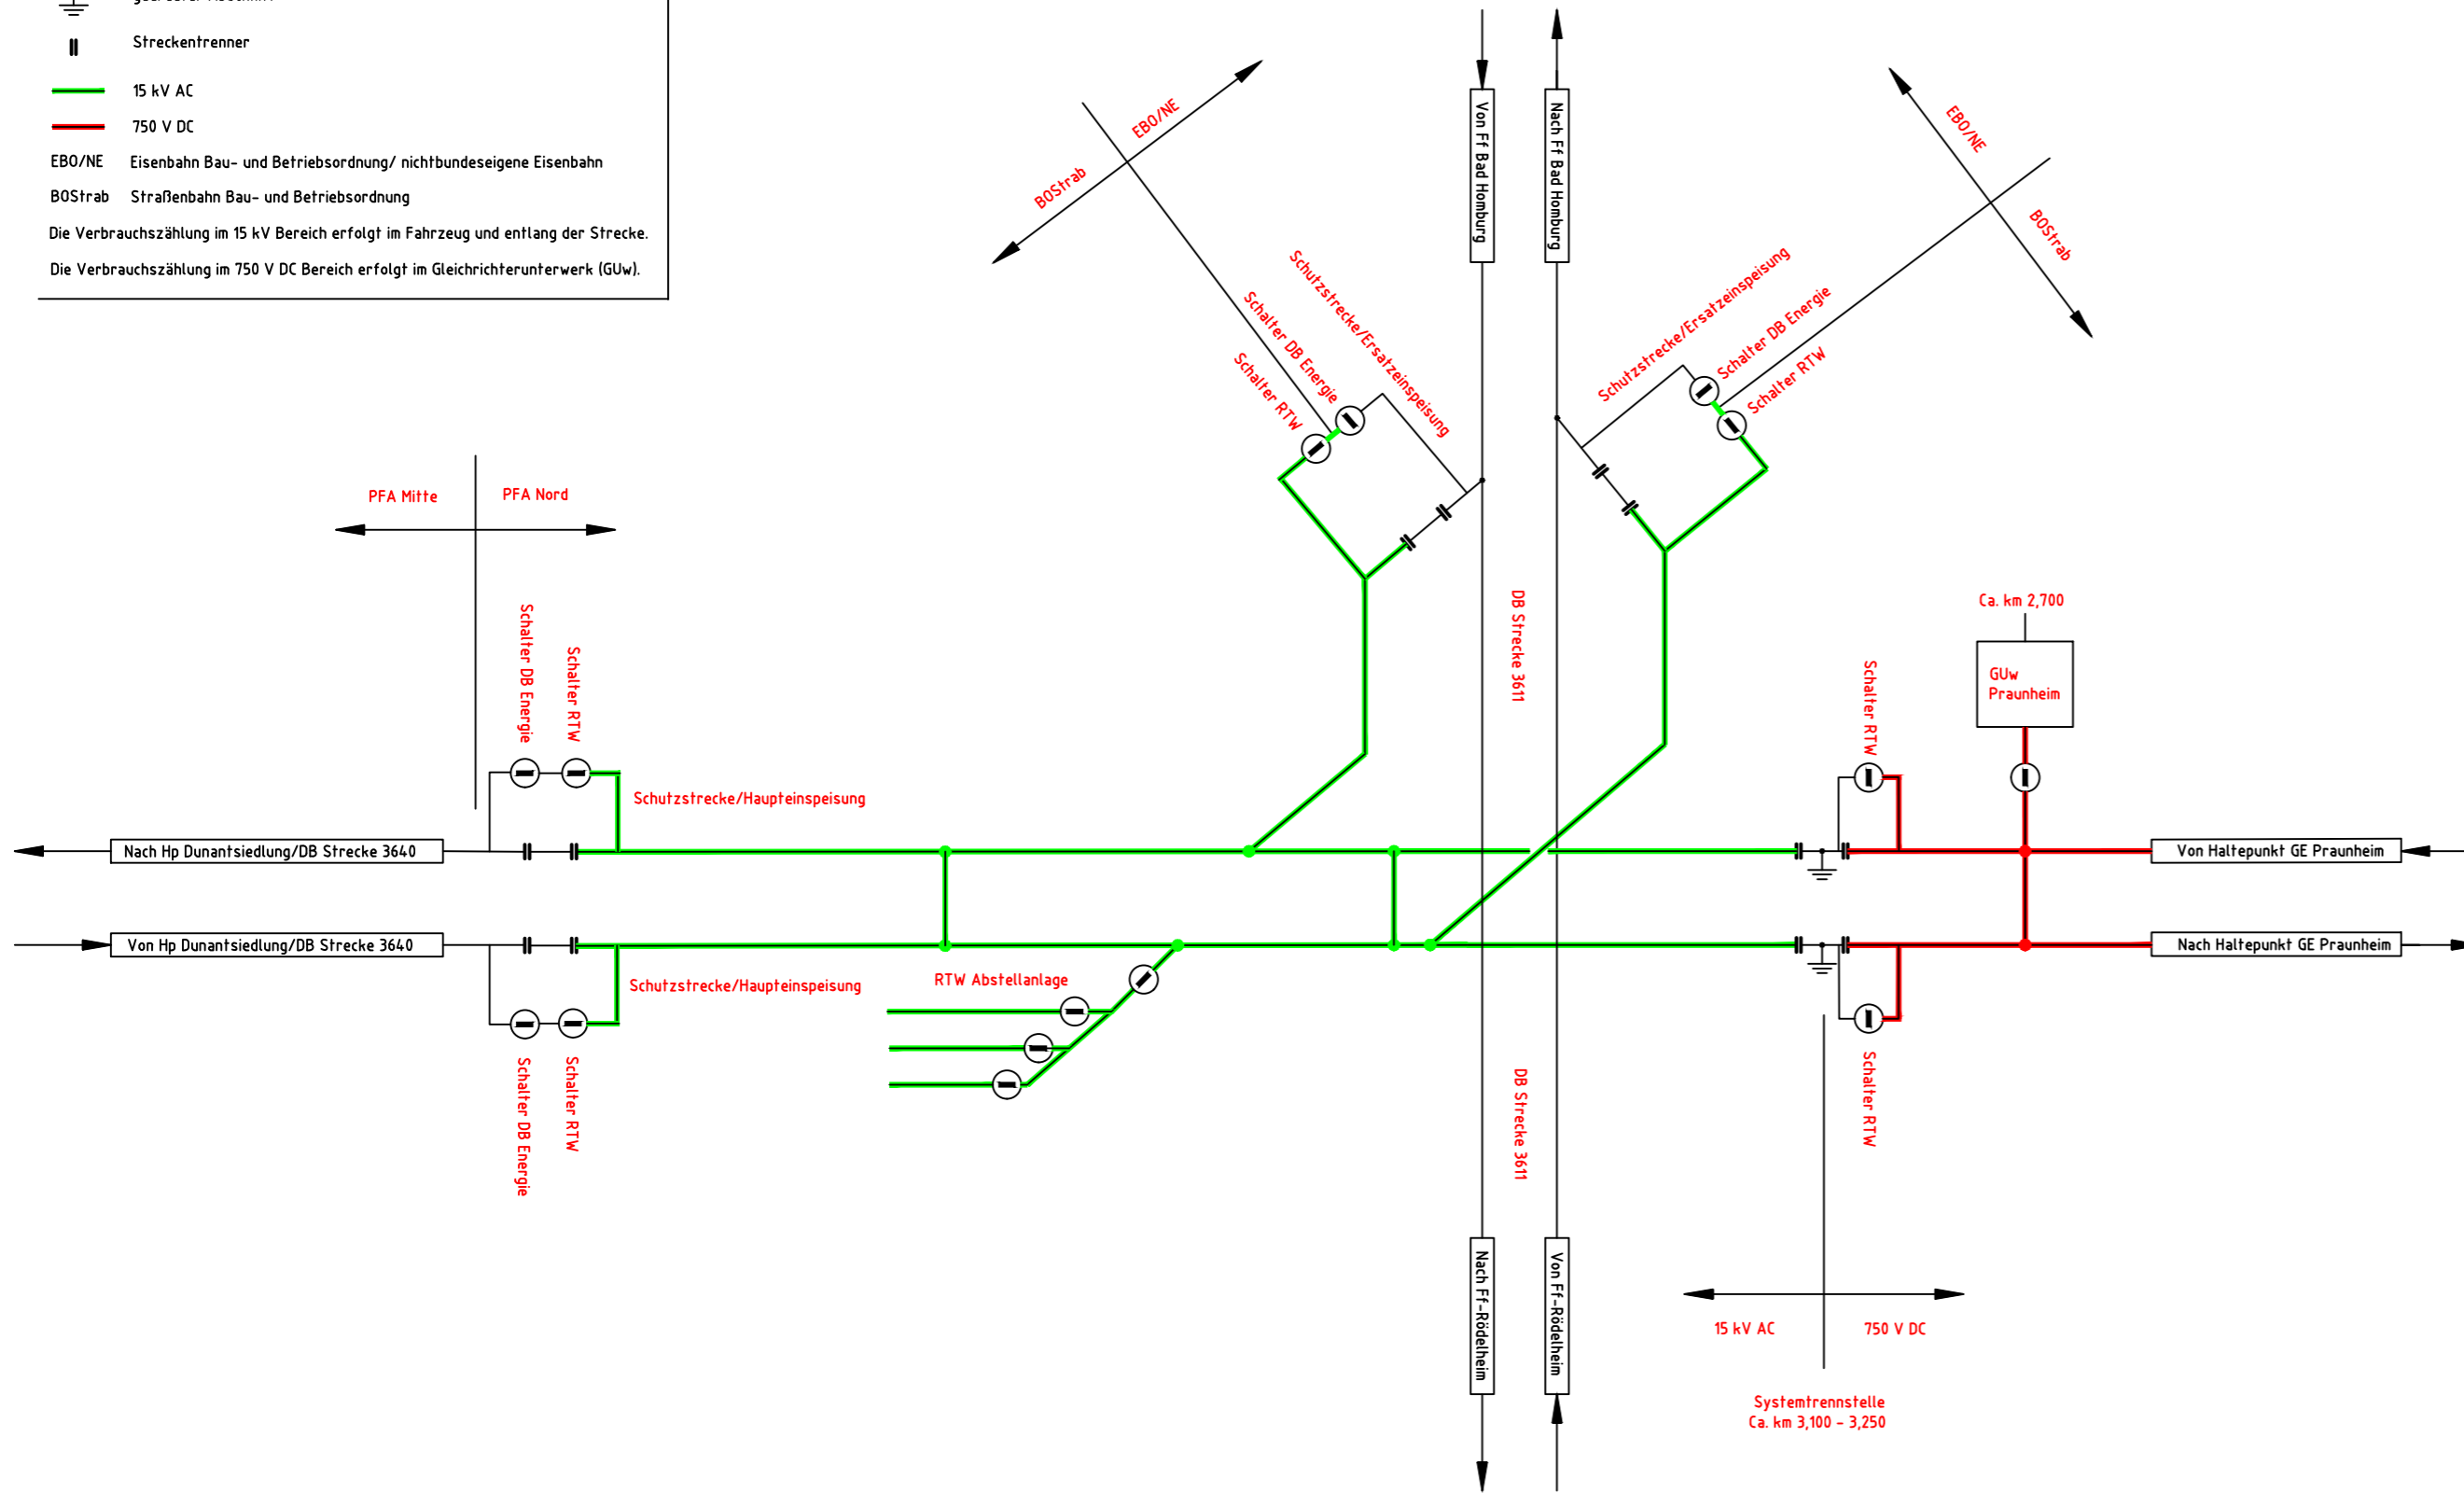 Streckentrenner
15 kV AC
750 V DC
EBO/NE Eisenbahn Bau- und Betriebsordnung/ nichtbundeseigene Eisenbahn
BOStrab Straßenbahn Bau- und Betriebsordnung
Die Verbrauchszählung im 15 kV Bereich erfolgt im Fahrzeug und entlang der Strecke.
Die Verbrauchszählung im 750 V DC Bereich erfolgt im Gleichrichterunterwerk (GUw).
EBO/NE
BOStrab
Schutzstrecke/Ersatzeinspeisung
Schalter DB Energie
Schalter RTW
Von Ff Bad Homburg
Nach Ff Bad Homburg
EBO/NE
BOStrab
Schutzstrecke/Ersatzeinspeisung
Schalter DB Energie
Schalter RTW
PFA Mitte
PFA Nord
Schalter DB Energie
Schalter RTW
Schutzstrecke/Haupteinspeisung
DB Strecke 3611
Ca. km 2,700
GUw
Praunheim
Schalter RTW
Nach Hp Dunantsiedlung/DB Strecke 3640
Von Haltepunkt GE Praunheim
Von Hp Dunantsiedlung/DB Strecke 3640
Nach Haltepunkt GE Praunheim
Schutzstrecke/Haupteinspeisung
RTW Abstellanlage
Schalter DB Energie
Schalter RTW
DB Strecke 3611
Schalter RTW
Nach Ff-Rödelheim
Von Ff-Rödelheim
15 kV AC
750 V DC
Systemtrennstelle
Ca. km 3,100 - 3,250